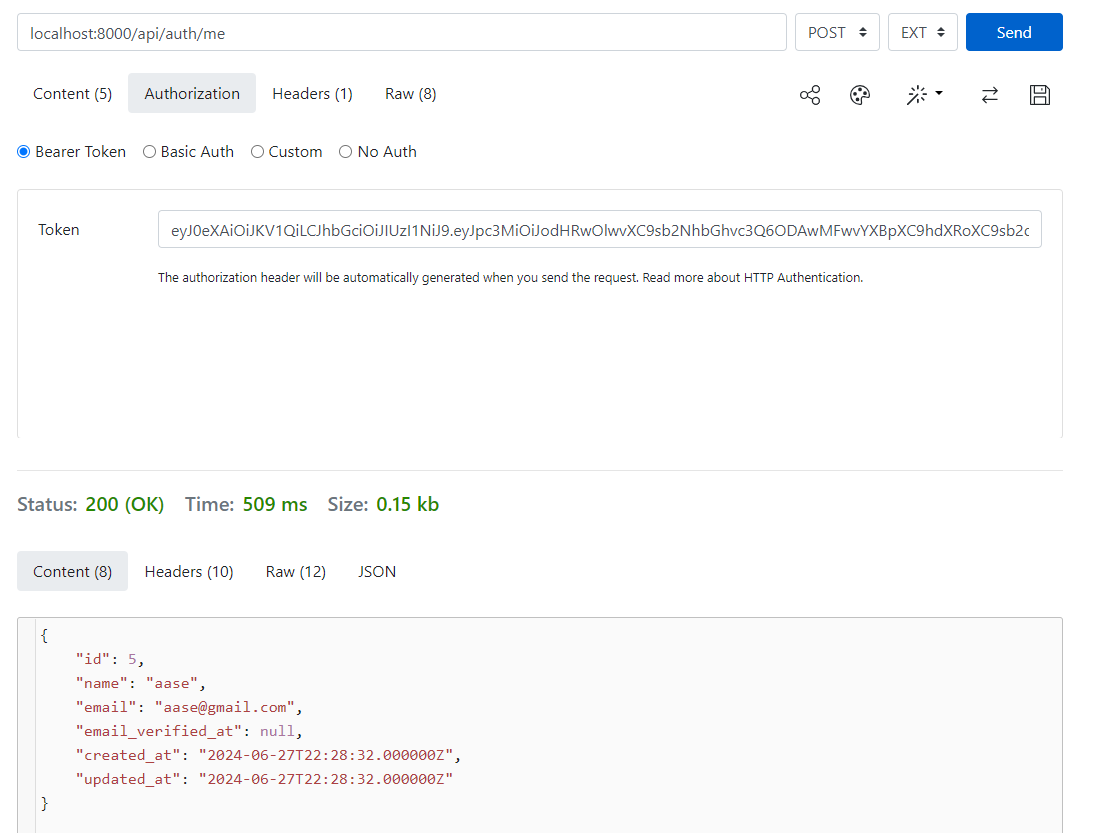 localhost:8000/api/auth/me POST EXT Send
Content (5) Authorization Headers (1) Raw (8)
Bearer Token Basic Auth Custom No Auth
Token eyJ0eXAiOiJKV1QiLCJhbGciOiJIUzI1NiJ9.eyJpc3MiOiJodHRwOlwvXC9sb2NhbGhvc3Q6ODAwMFwvYXBpXC9hdXRoXC9sb2c
The authorization header will be automatically generated when you send the request. Read more about HTTP Authentication.
Status: 200 (OK) Time: 509 ms Size: 0.15 kb
Content (8) Headers (10) Raw (12) JSON
{
"id": 5,
"name": "aase",
"email": "aase@gmail.com",
"email_verified_at": null,
"created_at": "2024-06-27T22:28:32.000000Z",
"updated_at": "2024-06-27T22:28:32.000000Z"
}